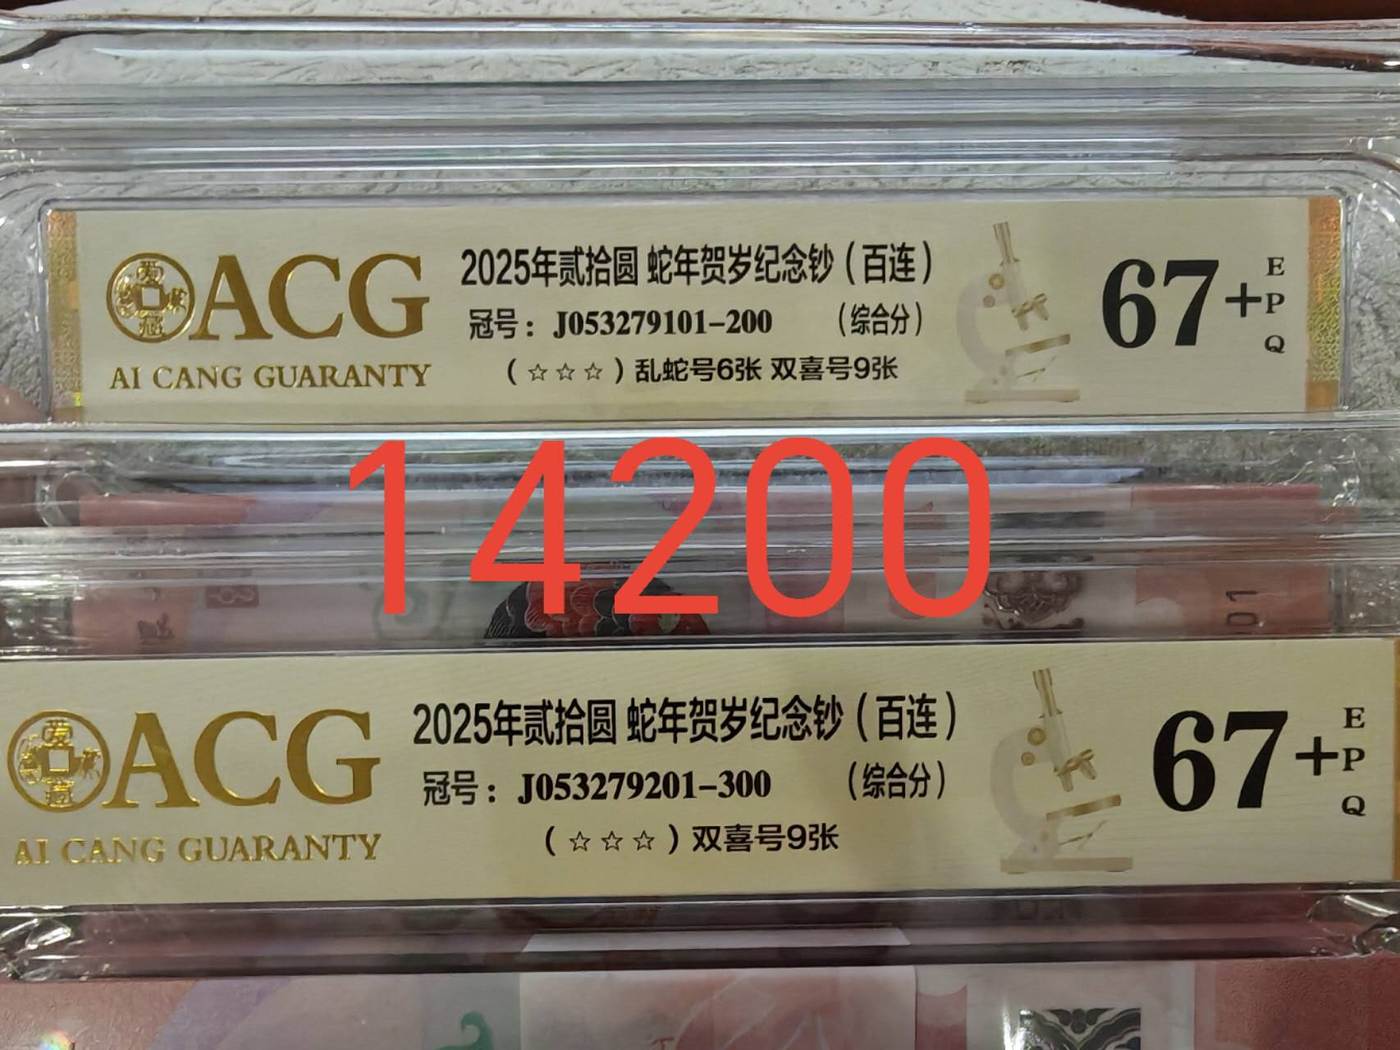 ACG
AI CANG GUARANTY
2025年贰拾圆 蛇年贺岁纪念钞（百连）
冠号：J053279101-200 （综合分）
（☆☆☆）乱蛇号6张 双喜号9张
67+
EPQ
14200
ACG
AI CANG GUARANTY
2025年贰拾圆 蛇年贺岁纪念钞（百连）
冠号：J053279201-300 （综合分）
（☆☆☆）双喜号9张
67+
EPQ